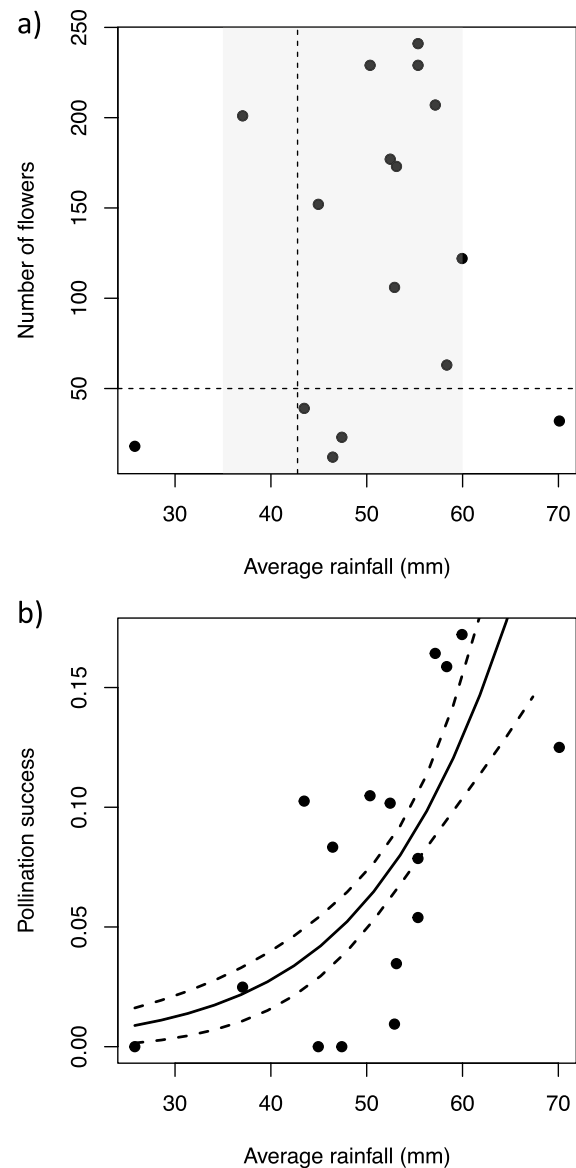 a)
250
200
150
100
50
Number of flowers
30 40 50 60 70
Average rainfall (mm)
b)
0.15
0.10
0.05
0.00
Pollination success
30 40 50 60 70
Average rainfall (mm)